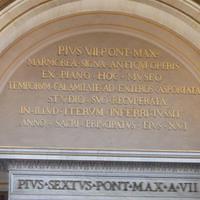 PIVS VII·PONT·MAX·
MARMOREA·SIGNA·ANTIQVI·OPERIS
EX·PIANO·HOC·MVSEO
TEMPORVM·CALAMITATE·AD·EXTEROS·ASPORTATA
STVDIO·SVO·RECVPERATA
IN·ILLVD·ITERVM·INFERRI·IVSSIT
ANNO·SACRI·PRINCIPATVS·EIVS·XVI
PIVS·SEXTVS·PONT·MAX·A·VII